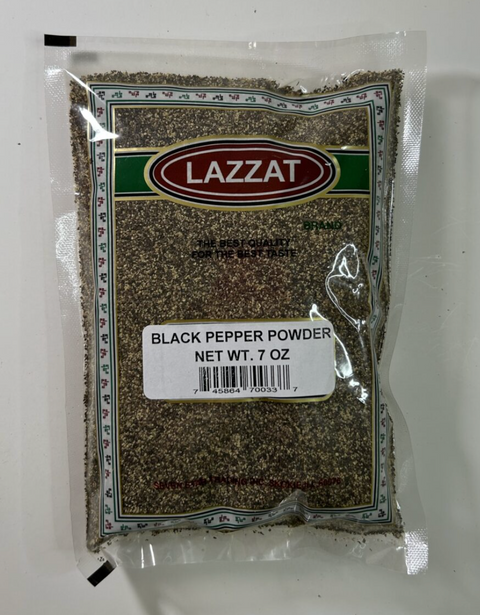 LAZZAT
BRAND
THE BEST QUALITY
FOR THE BEST TASTE
BLACK PEPPER POWDER
NET WT. 7 OZ
7 45864 70033 7